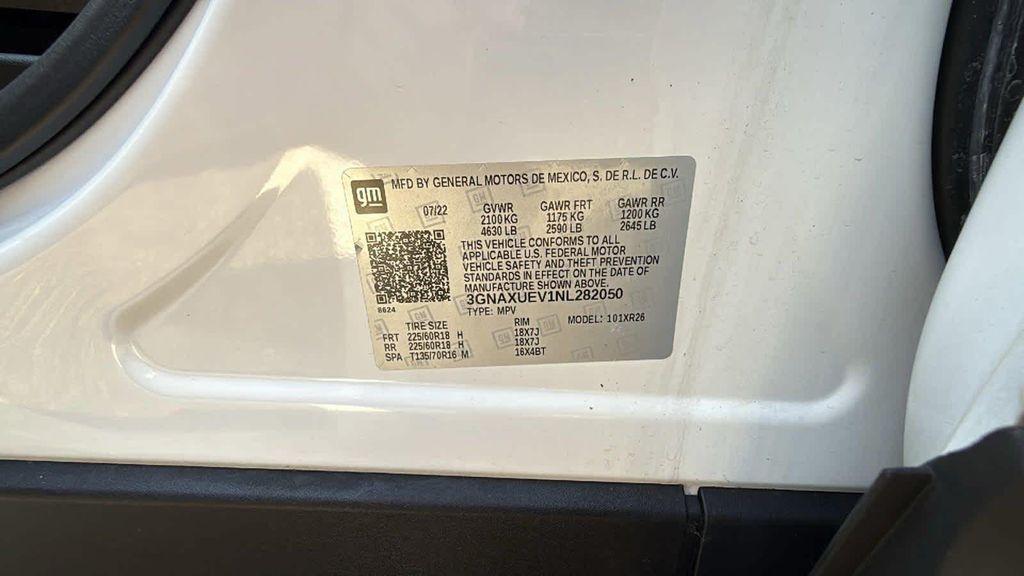 gm
MFD BY GENERAL MOTORS DE MEXICO, S. DE R.L. DE C.V.
07/22 GVWR GAWR FRT GAWR RR
2100 KG 1175 KG 1200 KG
4630 LB 2590 LB 2645 LB
THIS VEHICLE CONFORMS TO ALL
APPLICABLE U.S. FEDERAL MOTOR
VEHICLE SAFETY AND THEFT PREVENTION
STANDARDS IN EFFECT ON THE DATE OF
MANUFACTURE SHOWN ABOVE.
3GNAXUEV1NL282050
8624
TYPE: MPV
TIRE SIZE RIM MODEL: 101XR26
FRT 225/60R18 H 18X7J
RR 225/60R18 H 18X7J
SPA T135/70R16 M 16X4BT